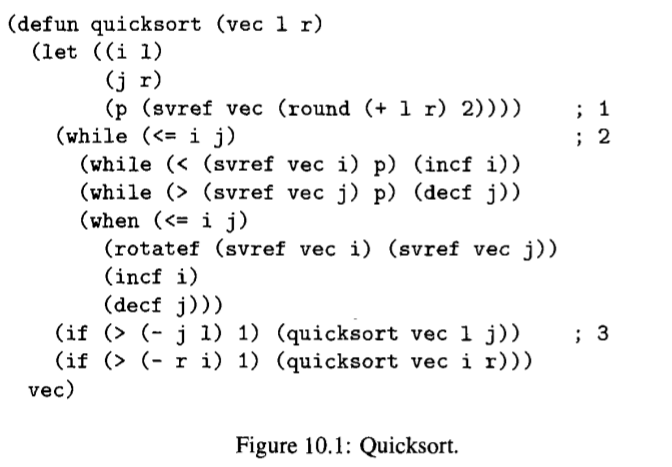 (defun quicksort (vec l r)
  (let ((i l)
        (j r)
        (p (svref vec (round (+ l r) 2))))    ; 1
    (while (<= i j)                           ; 2
      (while (< (svref vec i) p) (incf i))
      (while (> (svref vec j) p) (decf j))
      (when (<= i j)
        (rotatef (svref vec i) (svref vec j))
        (incf i)
        (decf j)))
    (if (> (- j l) 1) (quicksort vec l j))    ; 3
    (if (> (- r i) 1) (quicksort vec i r)))
  vec)
Figure 10.1: Quicksort.